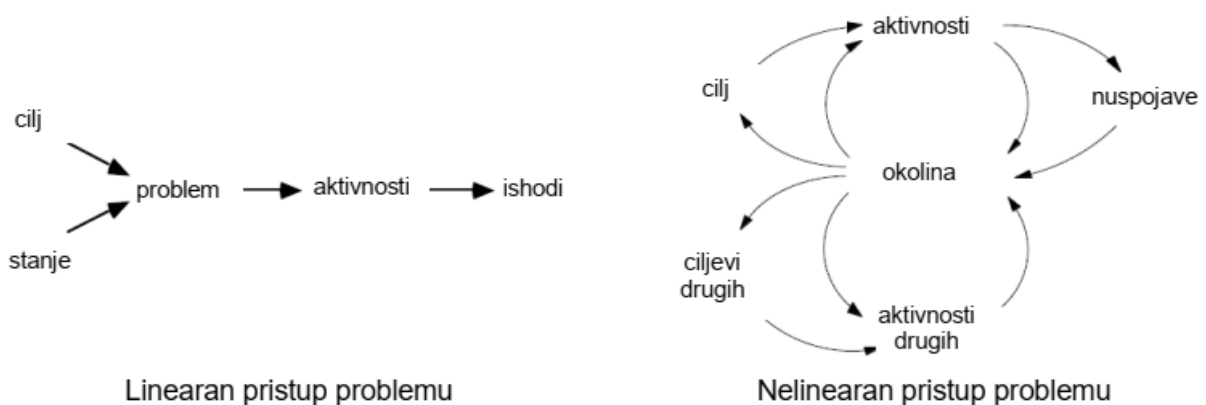 cilj
stanje
problem
aktivnosti
ishodi
Linearan pristup problemu
aktivnosti
cilj
nuspojave
okolina
ciljevi
drugih
aktivnosti
drugih
Nelinearan pristup problemu